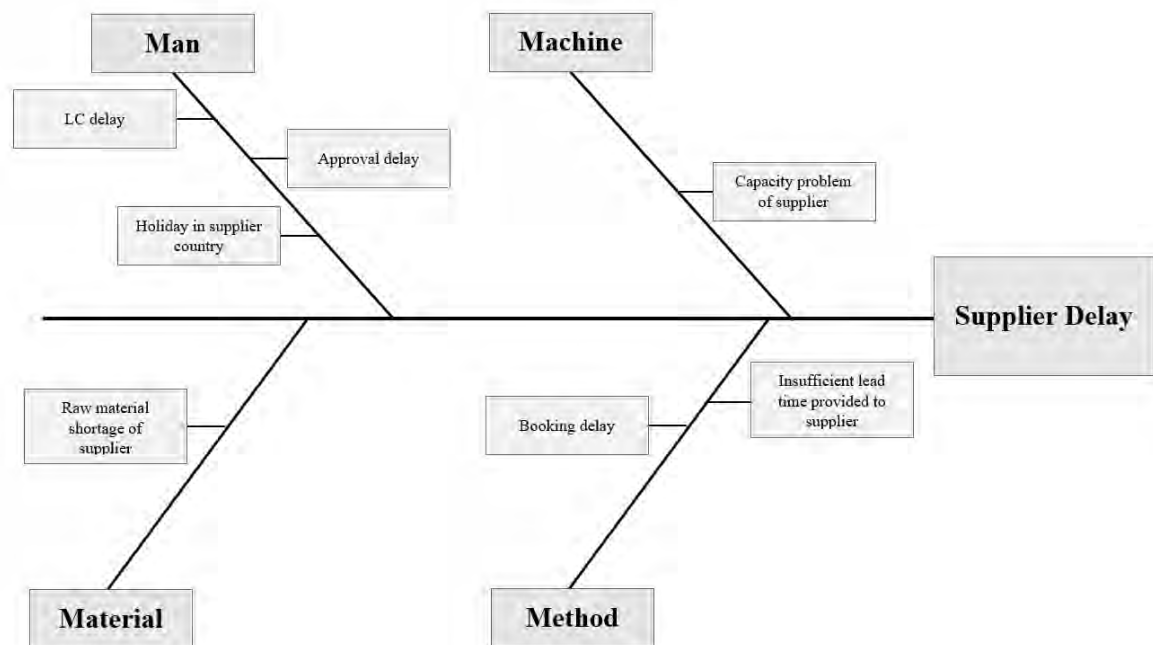 Man
Machine
LC delay
Approval delay
Capacity problem
of supplier
Holiday in supplier
country
Supplier Delay
Raw material
shortage of
supplier
Booking delay
Insufficient lead
time provided to
supplier
Material
Method